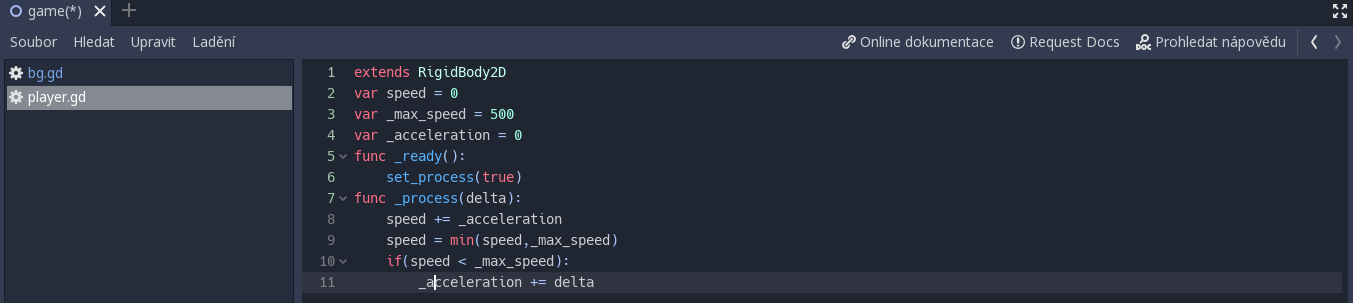 game(*)
Soubor Hledat Upravit Ladění Online dokumentace Request Docs Prohledat nápovědu
bg.gd
player.gd
1 extends RigidBody2D
2 var speed = 0
3 var _max_speed = 500
4 var _acceleration = 0
5 func _ready():
6 set_process(true)
7 func _process(delta):
8 speed += _acceleration
9 speed = min(speed,_max_speed)
10 if(speed < _max_speed):
11 _acceleration += delta